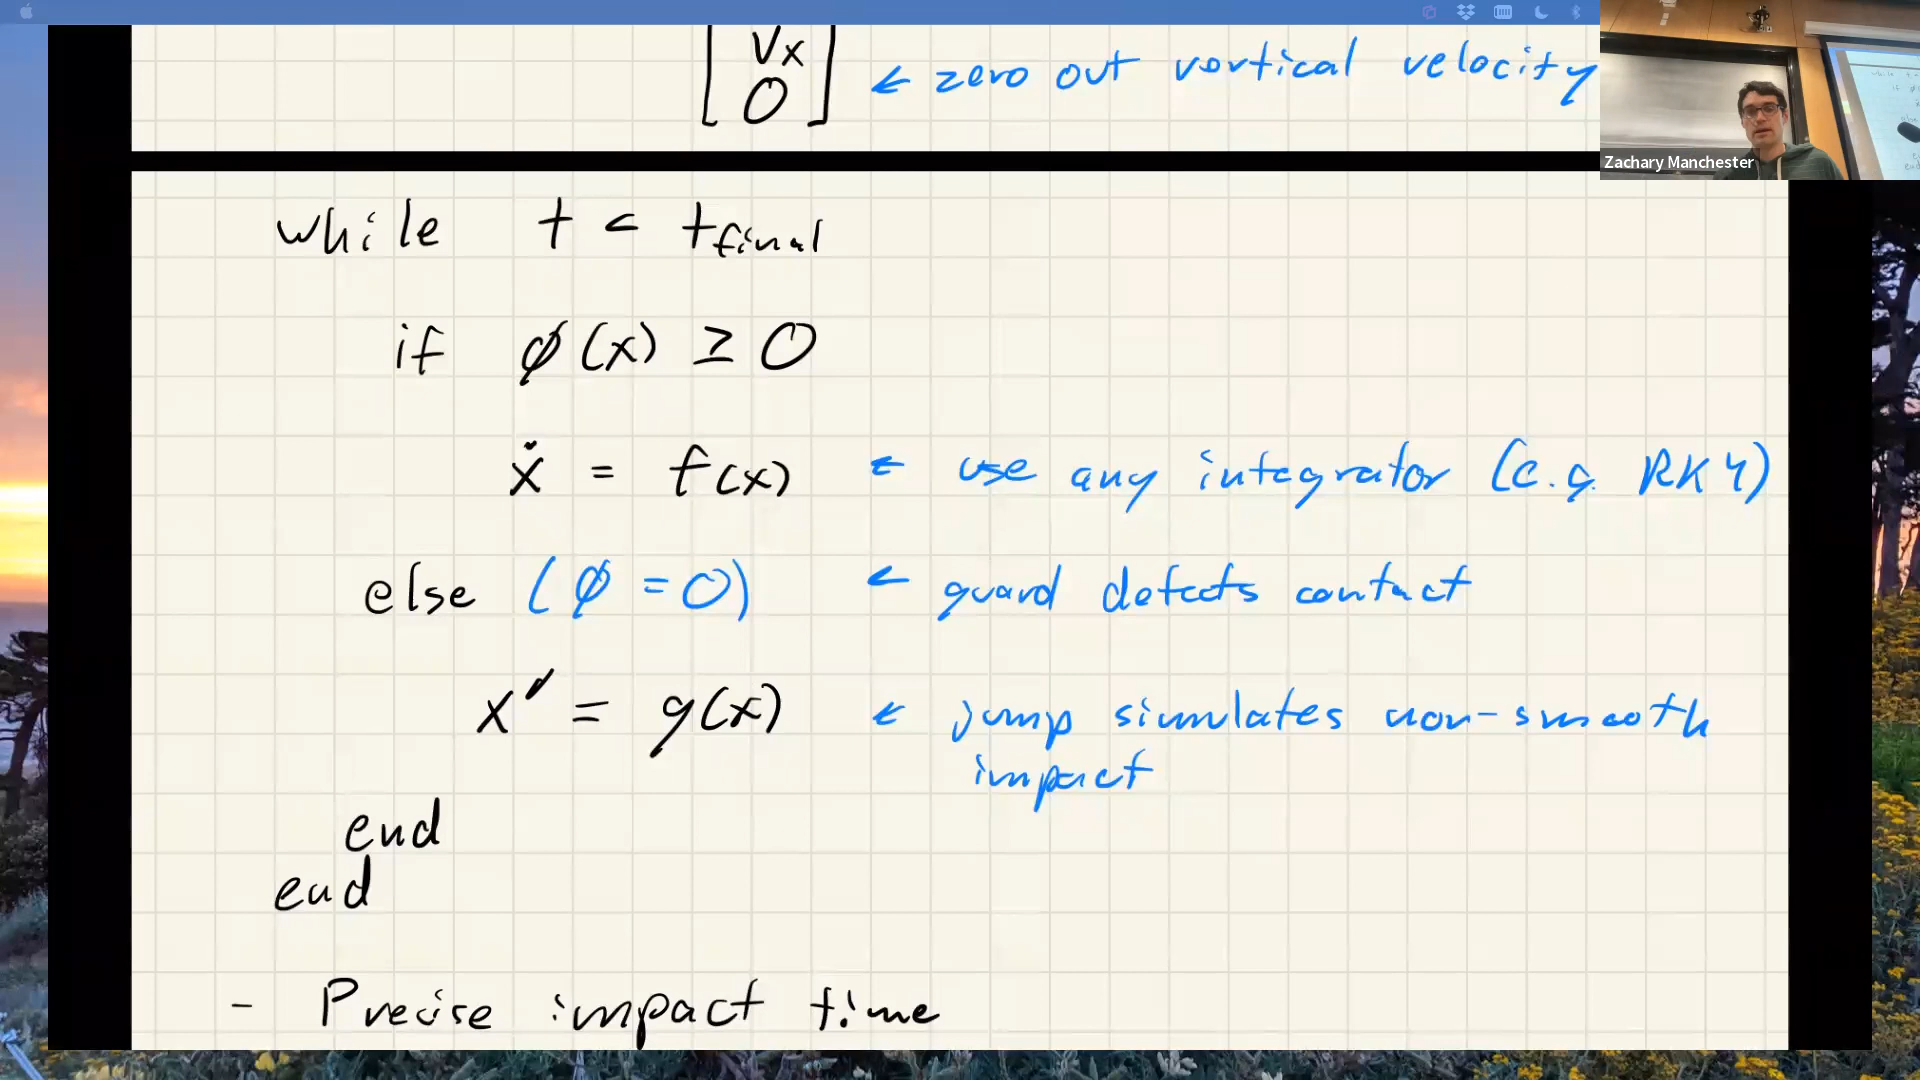 Vx
0
← zero out vertical velocity
Zachary Manchester
while t < tfinal
if ϕ(x) ≥ 0
ẋ = f(x) ← use any integrator (e.g. RK4)
else (ϕ = 0) ← guard detects contact
x' = g(x) ← jump simulates non-smooth
impact
end
end
- Precise impact time